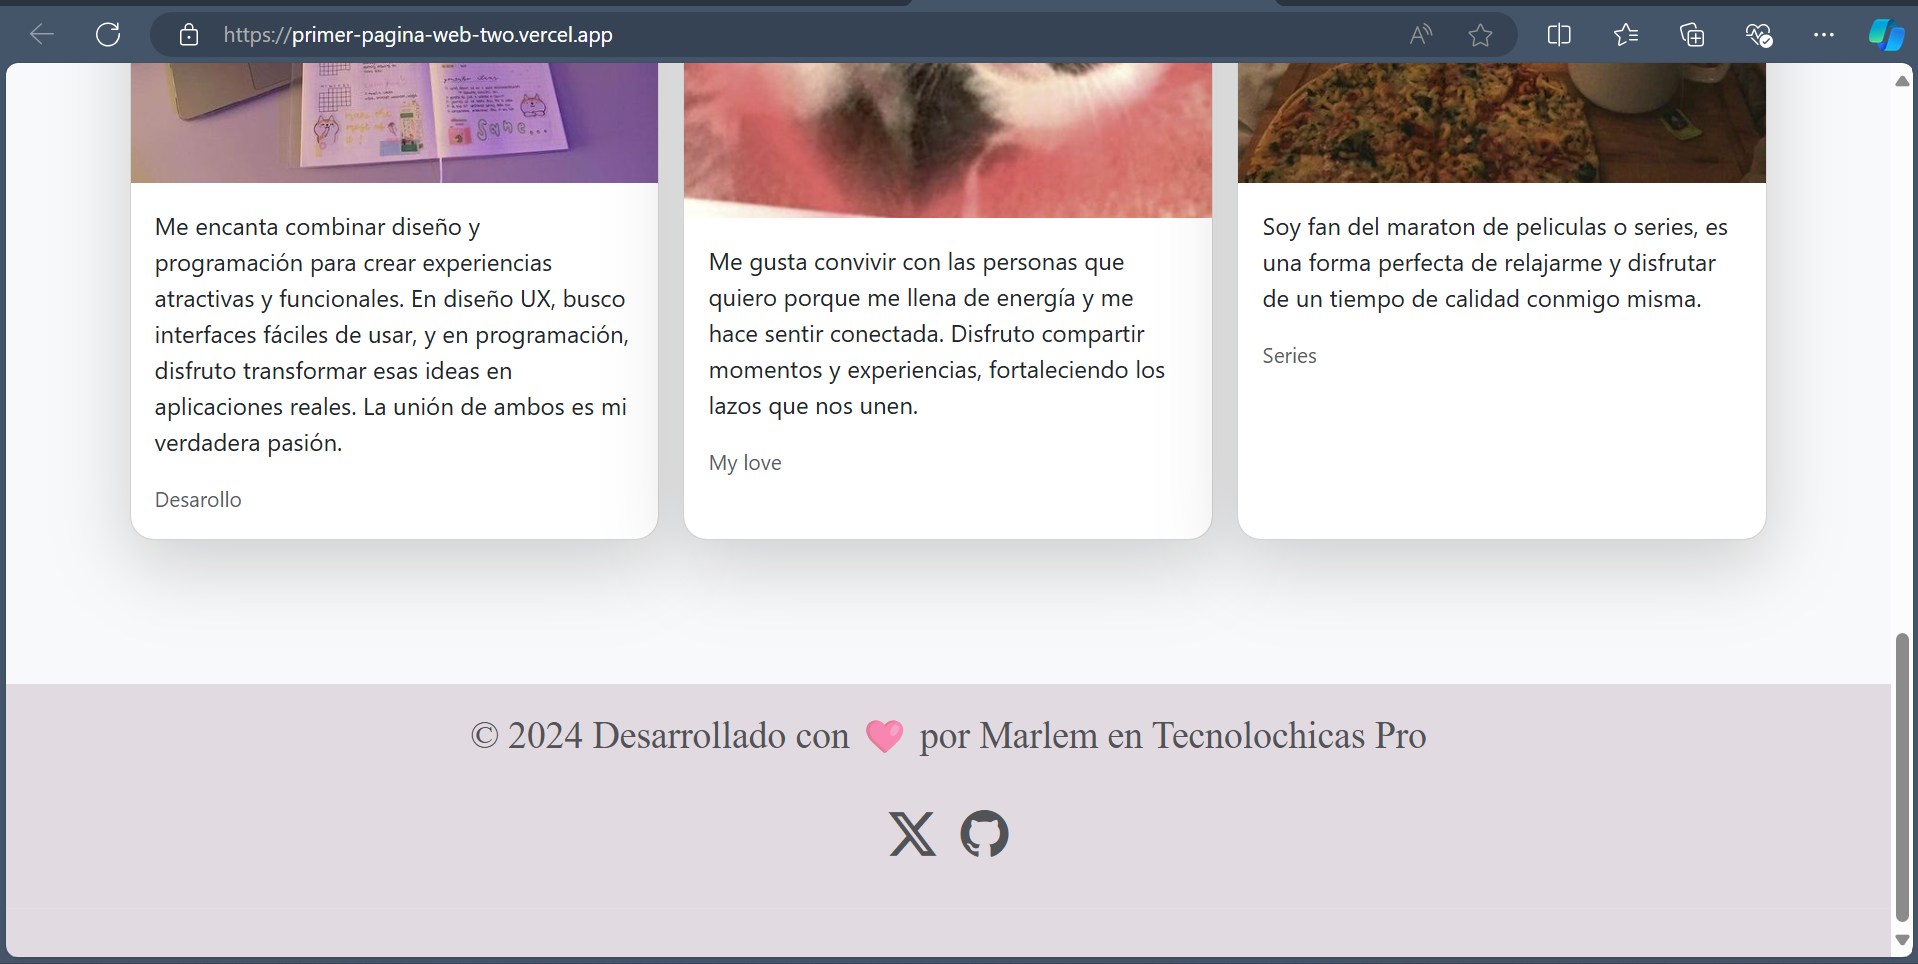 https://primer-pagina-web-two.vercel.app
Sane...
Me encanta combinar diseño y
programación para crear experiencias
atractivas y funcionales. En diseño UX, busco
interfaces fáciles de usar, y en programación,
disfruto transformar esas ideas en
aplicaciones reales. La unión de ambos es mi
verdadera pasión.
Desarollo
Me gusta convivir con las personas que
quiero porque me llena de energía y me
hace sentir conectada. Disfruto compartir
momentos y experiencias, fortaleciendo los
lazos que nos unen.
My love
Soy fan del maraton de peliculas o series, es
una forma perfecta de relajarme y disfrutar
de un tiempo de calidad conmigo misma.
Series
© 2024 Desarrollado con 🩷 por Marlem en Tecnolochicas Pro